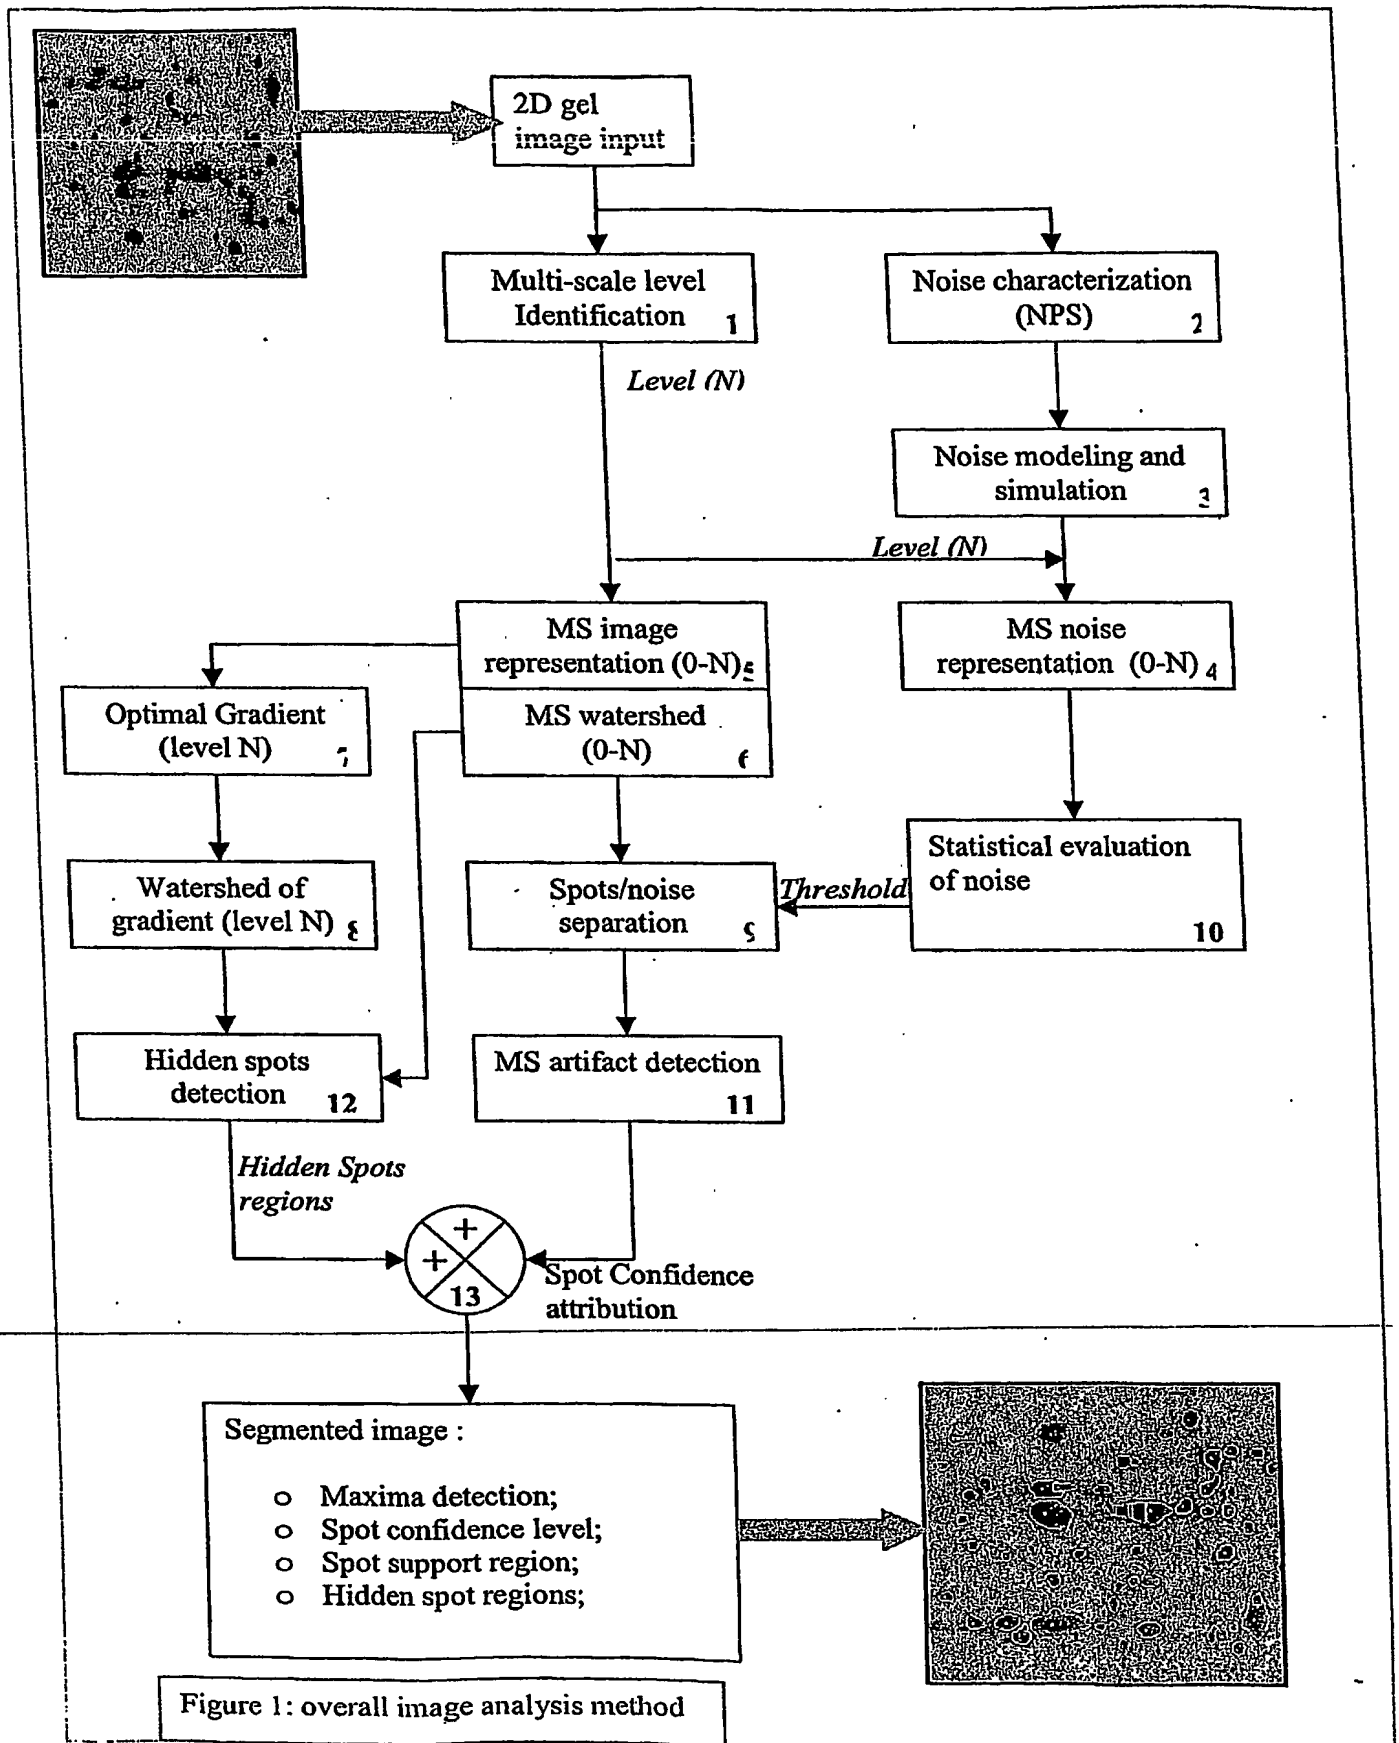 2D gel
image input
Multi-scale level
Identification 1
Noise characterization
(NPS) 2
Level (N)
Noise modeling and
simulation 3
Level (N)
MS image
representation (0-N) 5
MS noise
representation (0-N) 4
Optimal Gradient
(level N) 7
MS watershed
(0-N) 6
Statistical evaluation
of noise
10
Threshold
Watershed of
gradient (level N) 8
Spots/noise
separation 9
Hidden spots
detection 12
MS artifact detection
11
Hidden Spots
regions
+
+
13
Spot Confidence
attribution
Segmented image :
o Maxima detection;
o Spot confidence level;
o Spot support region;
o Hidden spot regions;
Figure 1: overall image analysis method